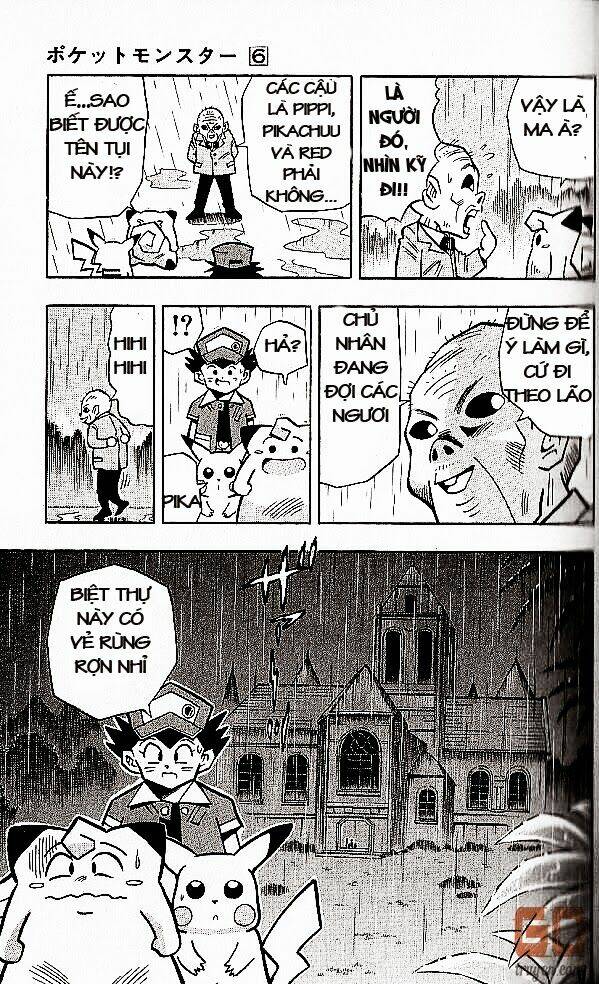 ポケットモンスター 6
VẬY LÀ
MA À?
LÀ
NGƯỜI
ĐÓ,
NHÌN KỸ
ĐI!!
CÁC CẬU
LÀ PIPPI,
PIKACHUU
VÀ RED
PHẢI
KHÔNG...
Ế...SAO
BIẾT ĐƯỢC
TÊN TỤI
NÀY!?
ĐỪNG ĐỂ
Ý LÀM GÌ,
CỨ ĐI
THEO LÃO
CHỦ
NHÂN
ĐANG
ĐỢI CÁC
NGƯƠI
HẢ?
!?
PIKA
HIHI
HIHI
BIỆT THỰ
NÀY CÓ
VẺ RÙNG
RỢN NHỈ
truyen.com